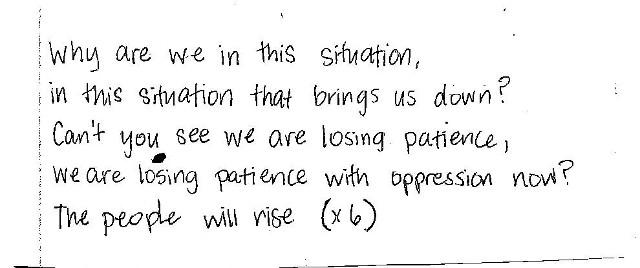 Why are we in this situation,
in this situation that brings us down?
Can't you see we are losing patience,
we are losing patience with oppression now?
The people will rise (x6)